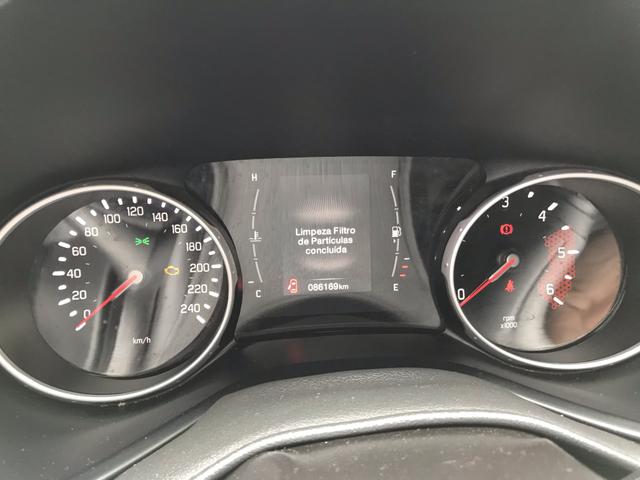 0
20
40
60
80
100
120
140
160
180
200
220
240
km/h
H
C
Limpeza Filtro
de Partículas
concluída
086169km
F
E
0
3
4
5
6
rpm
x1000